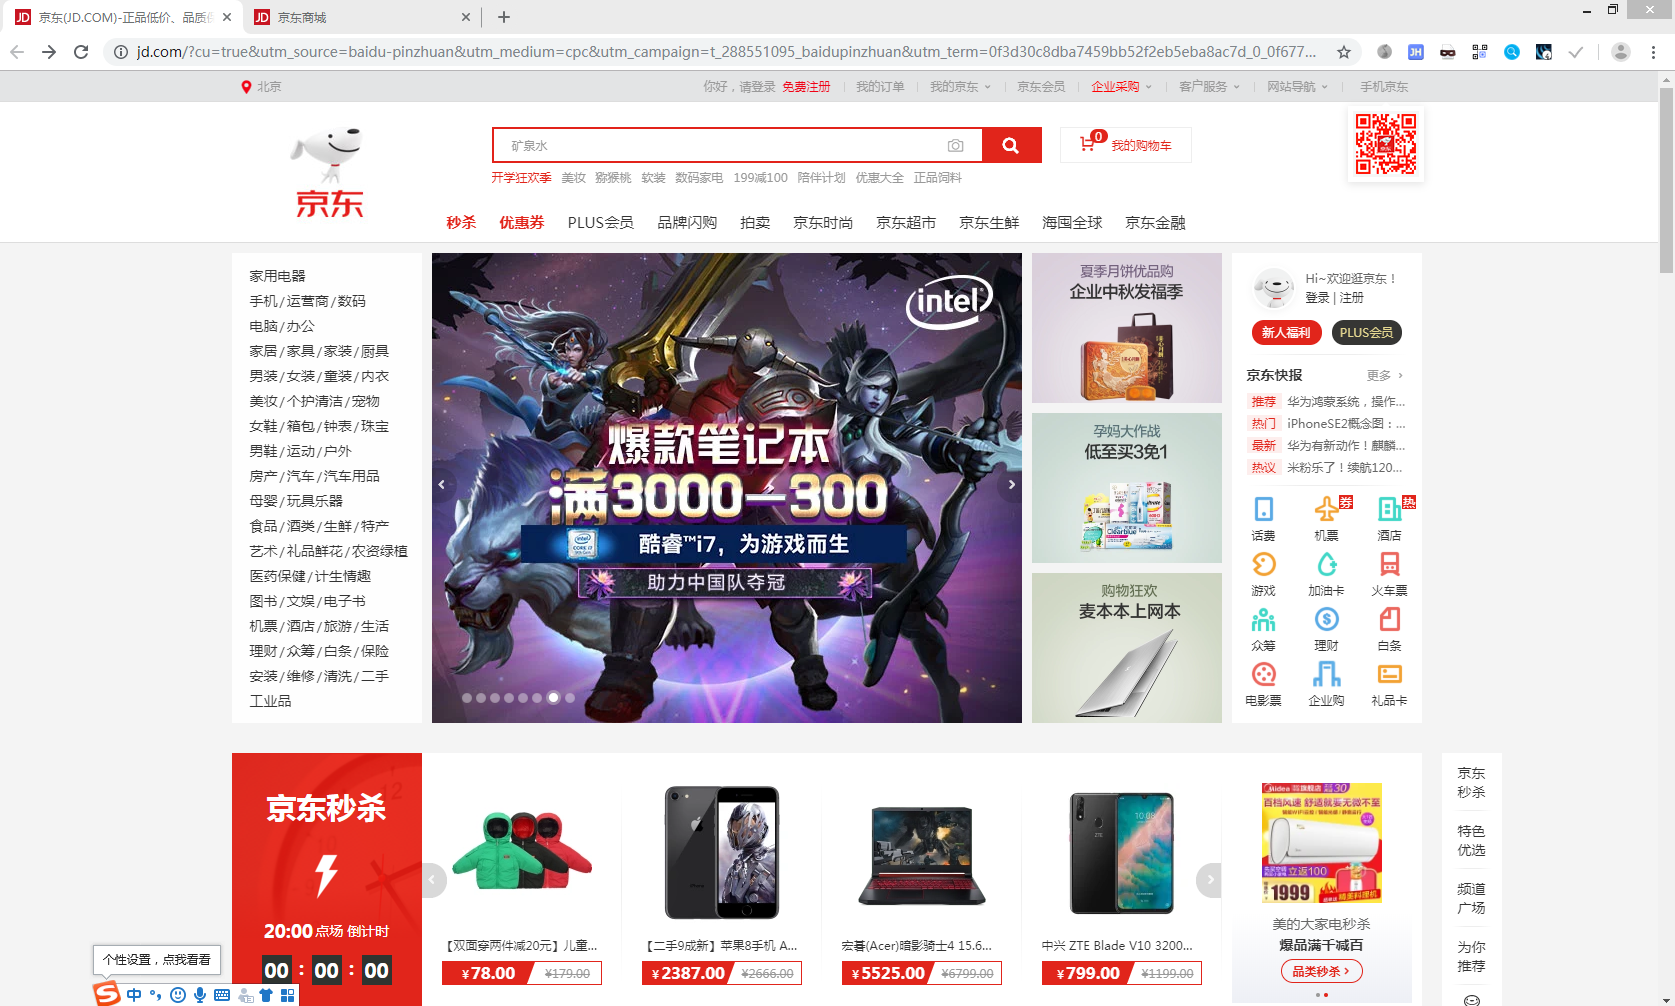 京东(JD.COM)-正品低价、品质
京东商城
jd.com/?cu=true&utm_source=baidu-pinzhuan&utm_medium=cpc&utm_campaign=t_288551095_baidupinzhuan&utm_term=0f3d30c8dba7459bb52f2eb5eba8ac7d_0_0f677...
北京
你好，请登录 免费注册 我的订单 我的京东 京东会员 企业采购 客户服务 网站导航 手机京东
矿泉水
0 我的购物车
开学狂欢季 美妆 猕猴桃 软装 数码家电 199减100 陪伴计划 优惠大全 正品饲料
京东
秒杀 优惠券 PLUS会员 品牌闪购 拍卖 京东时尚 京东超市 京东生鲜 海囤全球 京东金融
家用电器
手机/运营商/数码
电脑/办公
家居/家具/家装/厨具
男装/女装/童装/内衣
美妆/个护清洁/宠物
女鞋/箱包/钟表/珠宝
男鞋/运动/户外
房产/汽车/汽车用品
母婴/玩具乐器
食品/酒类/生鲜/特产
艺术/礼品鲜花/农资绿植
医药保健/计生情趣
图书/文娱/电子书
机票/酒店/旅游/生活
理财/众筹/白条/保险
安装/维修/清洗/二手
工业品
intel
爆款笔记本
满3000—300
酷睿™i7，为游戏而生
助力中国队夺冠
夏季月饼优品购
企业中秋发福季
孕妈大作战
低至买3免1
购物狂欢
麦本本上网本
Hi~欢迎逛京东！
登录 | 注册
新人福利 PLUS会员
京东快报 更多
推荐 华为鸿蒙系统，操作...
热门 iPhoneSE2概念图：...
最新 华为有新动作！麒麟...
热议 米粉乐了！续航120...
券 热
话费 机票 酒店
游戏 加油卡 火车票
众筹 理财 白条
电影票 企业购 礼品卡
京东秒杀
20:00 点场 倒计时
00 : 00 : 00
【双面穿两件减20元】儿童...
¥78.00 ¥179.00
【二手9成新】苹果8手机 A...
¥2387.00 ¥2666.00
宏碁(Acer)暗影骑士4 15.6...
¥5525.00 ¥6799.00
中兴 ZTE Blade V10 3200...
¥799.00 ¥1199.00
Midea
百档风速 舒适就要无微不至
立返100
1999
美的大家电秒杀
爆品满千减百
品类秒杀
京东
秒杀
特色
优选
频道
广场
为你
推荐
个性设置，点我看看
中